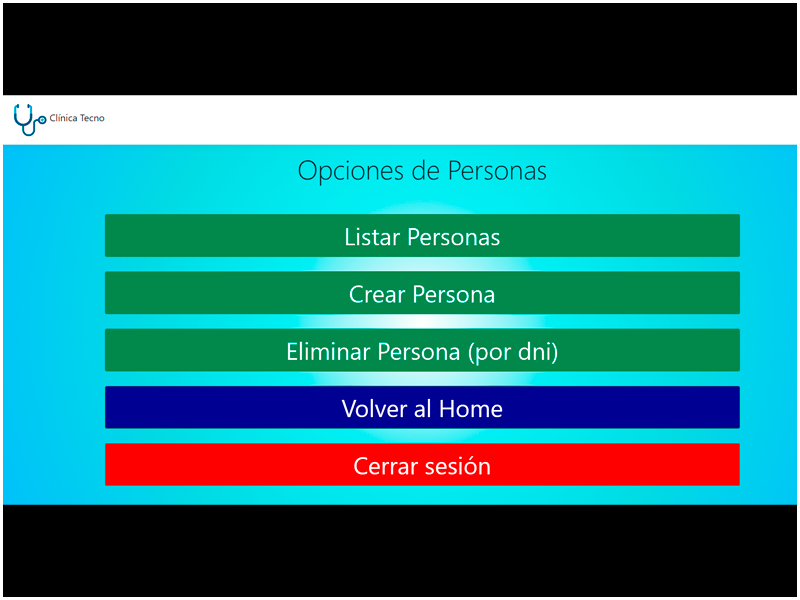 Clínica Tecno
Opciones de Personas
Listar Personas
Crear Persona
Eliminar Persona (por dni)
Volver al Home
Cerrar sesión